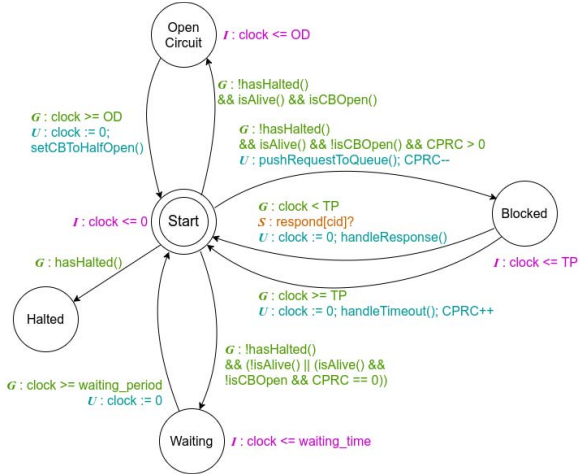 Open
Circuit
I : clock <= OD
G : !hasHalted()
&& isAlive() && isCBOpen()
G : clock >= OD
U : clock := 0;
setCBToHalfOpen()
G : !hasHalted()
&& isAlive() && !isCBOpen() && CPRC > 0
U : pushRequestToQueue(); CPRC--
I : clock <= 0
Start
G : clock < TP
S : respond[cid]?
U : clock := 0; handleResponse()
Blocked
I : clock <= TP
G : hasHalted()
G : clock >= TP
U : clock := 0; handleTimeout(); CPRC++
Halted
G : !hasHalted()
&& (!isAlive() || (isAlive() &&
!isCBOpen && CPRC == 0))
G : clock >= waiting_period
U : clock := 0
Waiting
I : clock <= waiting_time